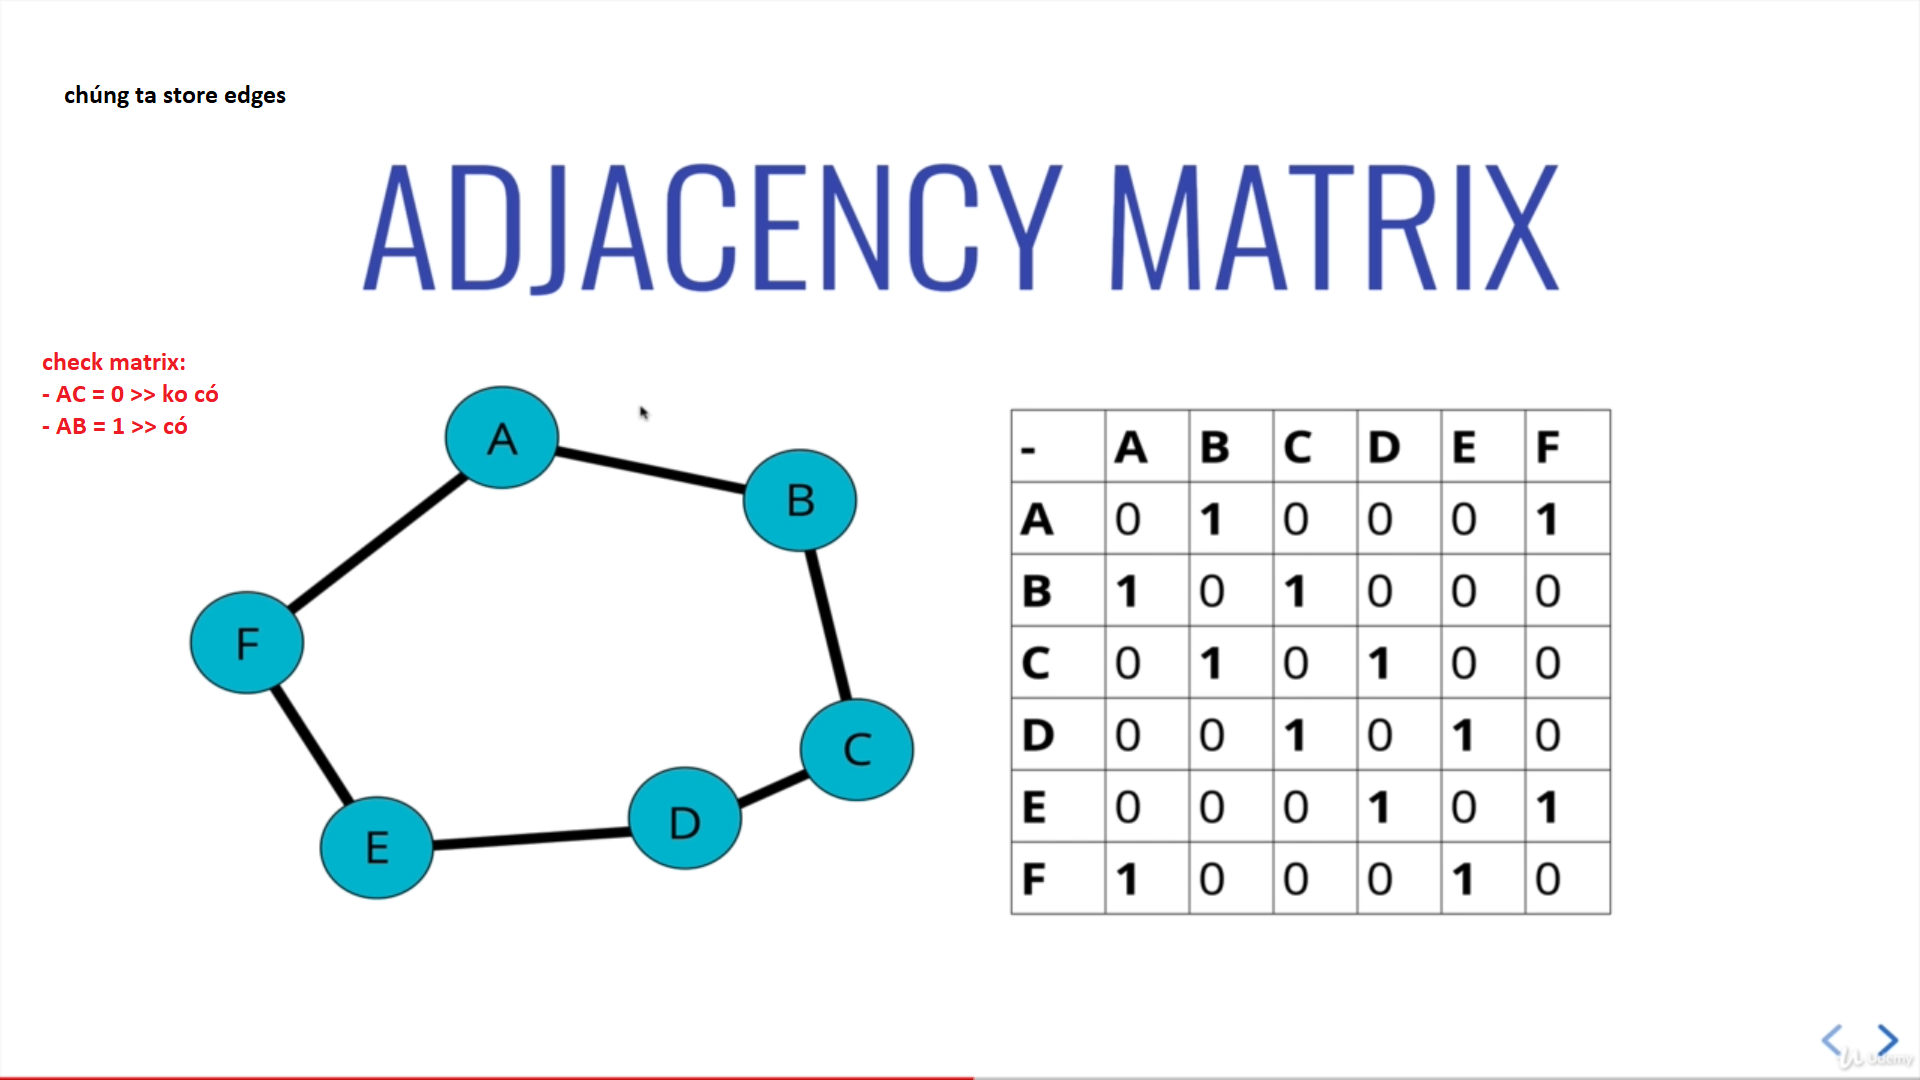 chúng ta store edges
ADJACENCY MATRIX
check matrix:
- AC = 0 >> ko có
- AB = 1 >> có
A
B
F
C
D
E
- A B C D E F
A 0 1 0 0 0 1
B 1 0 1 0 0 0
C 0 1 0 1 0 0
D 0 0 1 0 1 0
E 0 0 0 1 0 1
F 1 0 0 0 1 0
Udemy